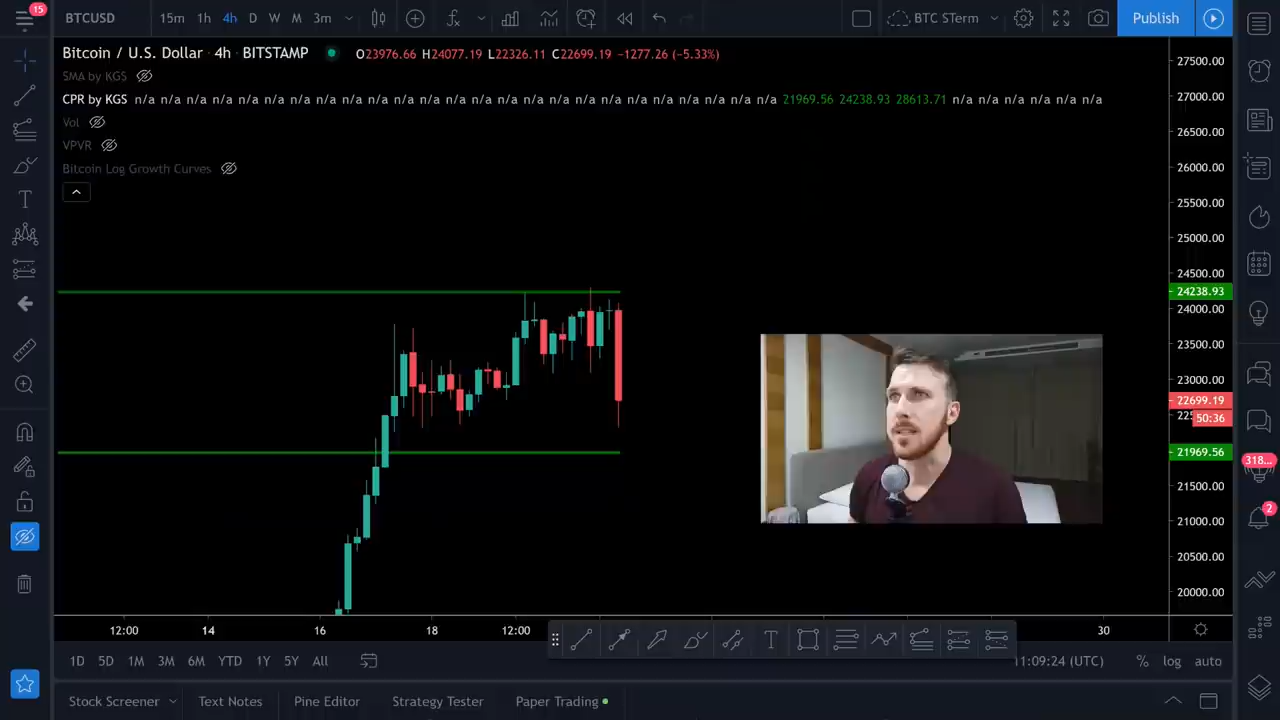 15
BTCUSD 15m 1h 4h D W M 3m BTC STerm Publish
Bitcoin / U.S. Dollar · 4h · BITSTAMP O23976.66 H24077.19 L22326.11 C22699.19 −1277.26 (−5.33%)
SMA by KGS
CPR by KGS n/a n/a n/a n/a n/a n/a n/a n/a n/a n/a n/a n/a n/a n/a n/a n/a n/a n/a n/a n/a n/a n/a n/a n/a n/a 21969.56 24238.93 28613.71 n/a n/a n/a n/a n/a n/a
Vol
VPVR
Bitcoin Log Growth Curves
27500.00
27000.00
26500.00
26000.00
25500.00
25000.00
24500.00
24238.93
24000.00
23500.00
23000.00
22699.19
50:36
21969.56
21500.00
21000.00
20500.00
20000.00
318...
2
12:00 14 16 18 12:00 30
1D 5D 1M 3M 6M YTD 1Y 5Y All 11:09:24 (UTC) % log auto
Stock Screener Text Notes Pine Editor Strategy Tester Paper Trading